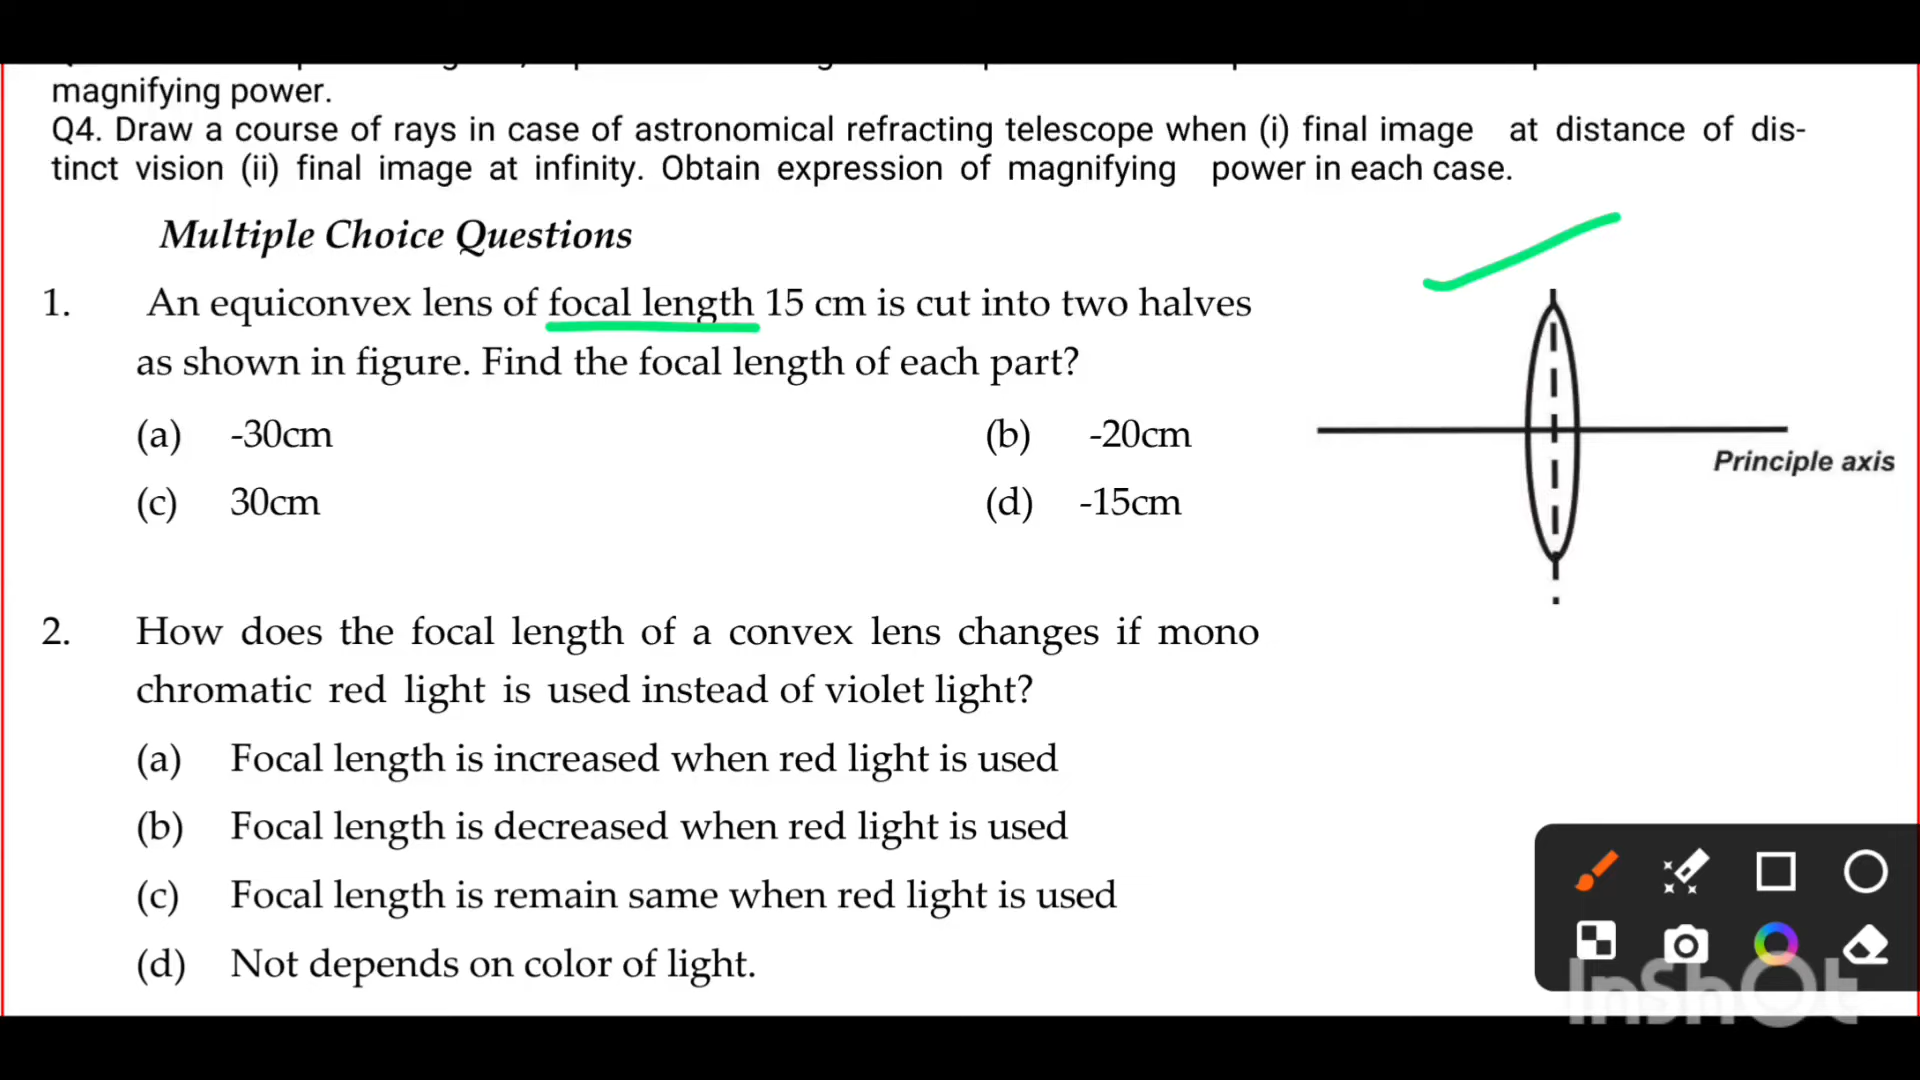 magnifying power.
Q4. Draw a course of rays in case of astronomical refracting telescope when (i) final image at distance of dis-
tinct vision (ii) final image at infinity. Obtain expression of magnifying power in each case.
Multiple Choice Questions
1. An equiconvex lens of focal length 15 cm is cut into two halves
as shown in figure. Find the focal length of each part?
(a) -30cm (b) -20cm
(c) 30cm (d) -15cm
Principle axis
2. How does the focal length of a convex lens changes if mono
chromatic red light is used instead of violet light?
(a) Focal length is increased when red light is used
(b) Focal length is decreased when red light is used
(c) Focal length is remain same when red light is used
(d) Not depends on color of light.
InShOt